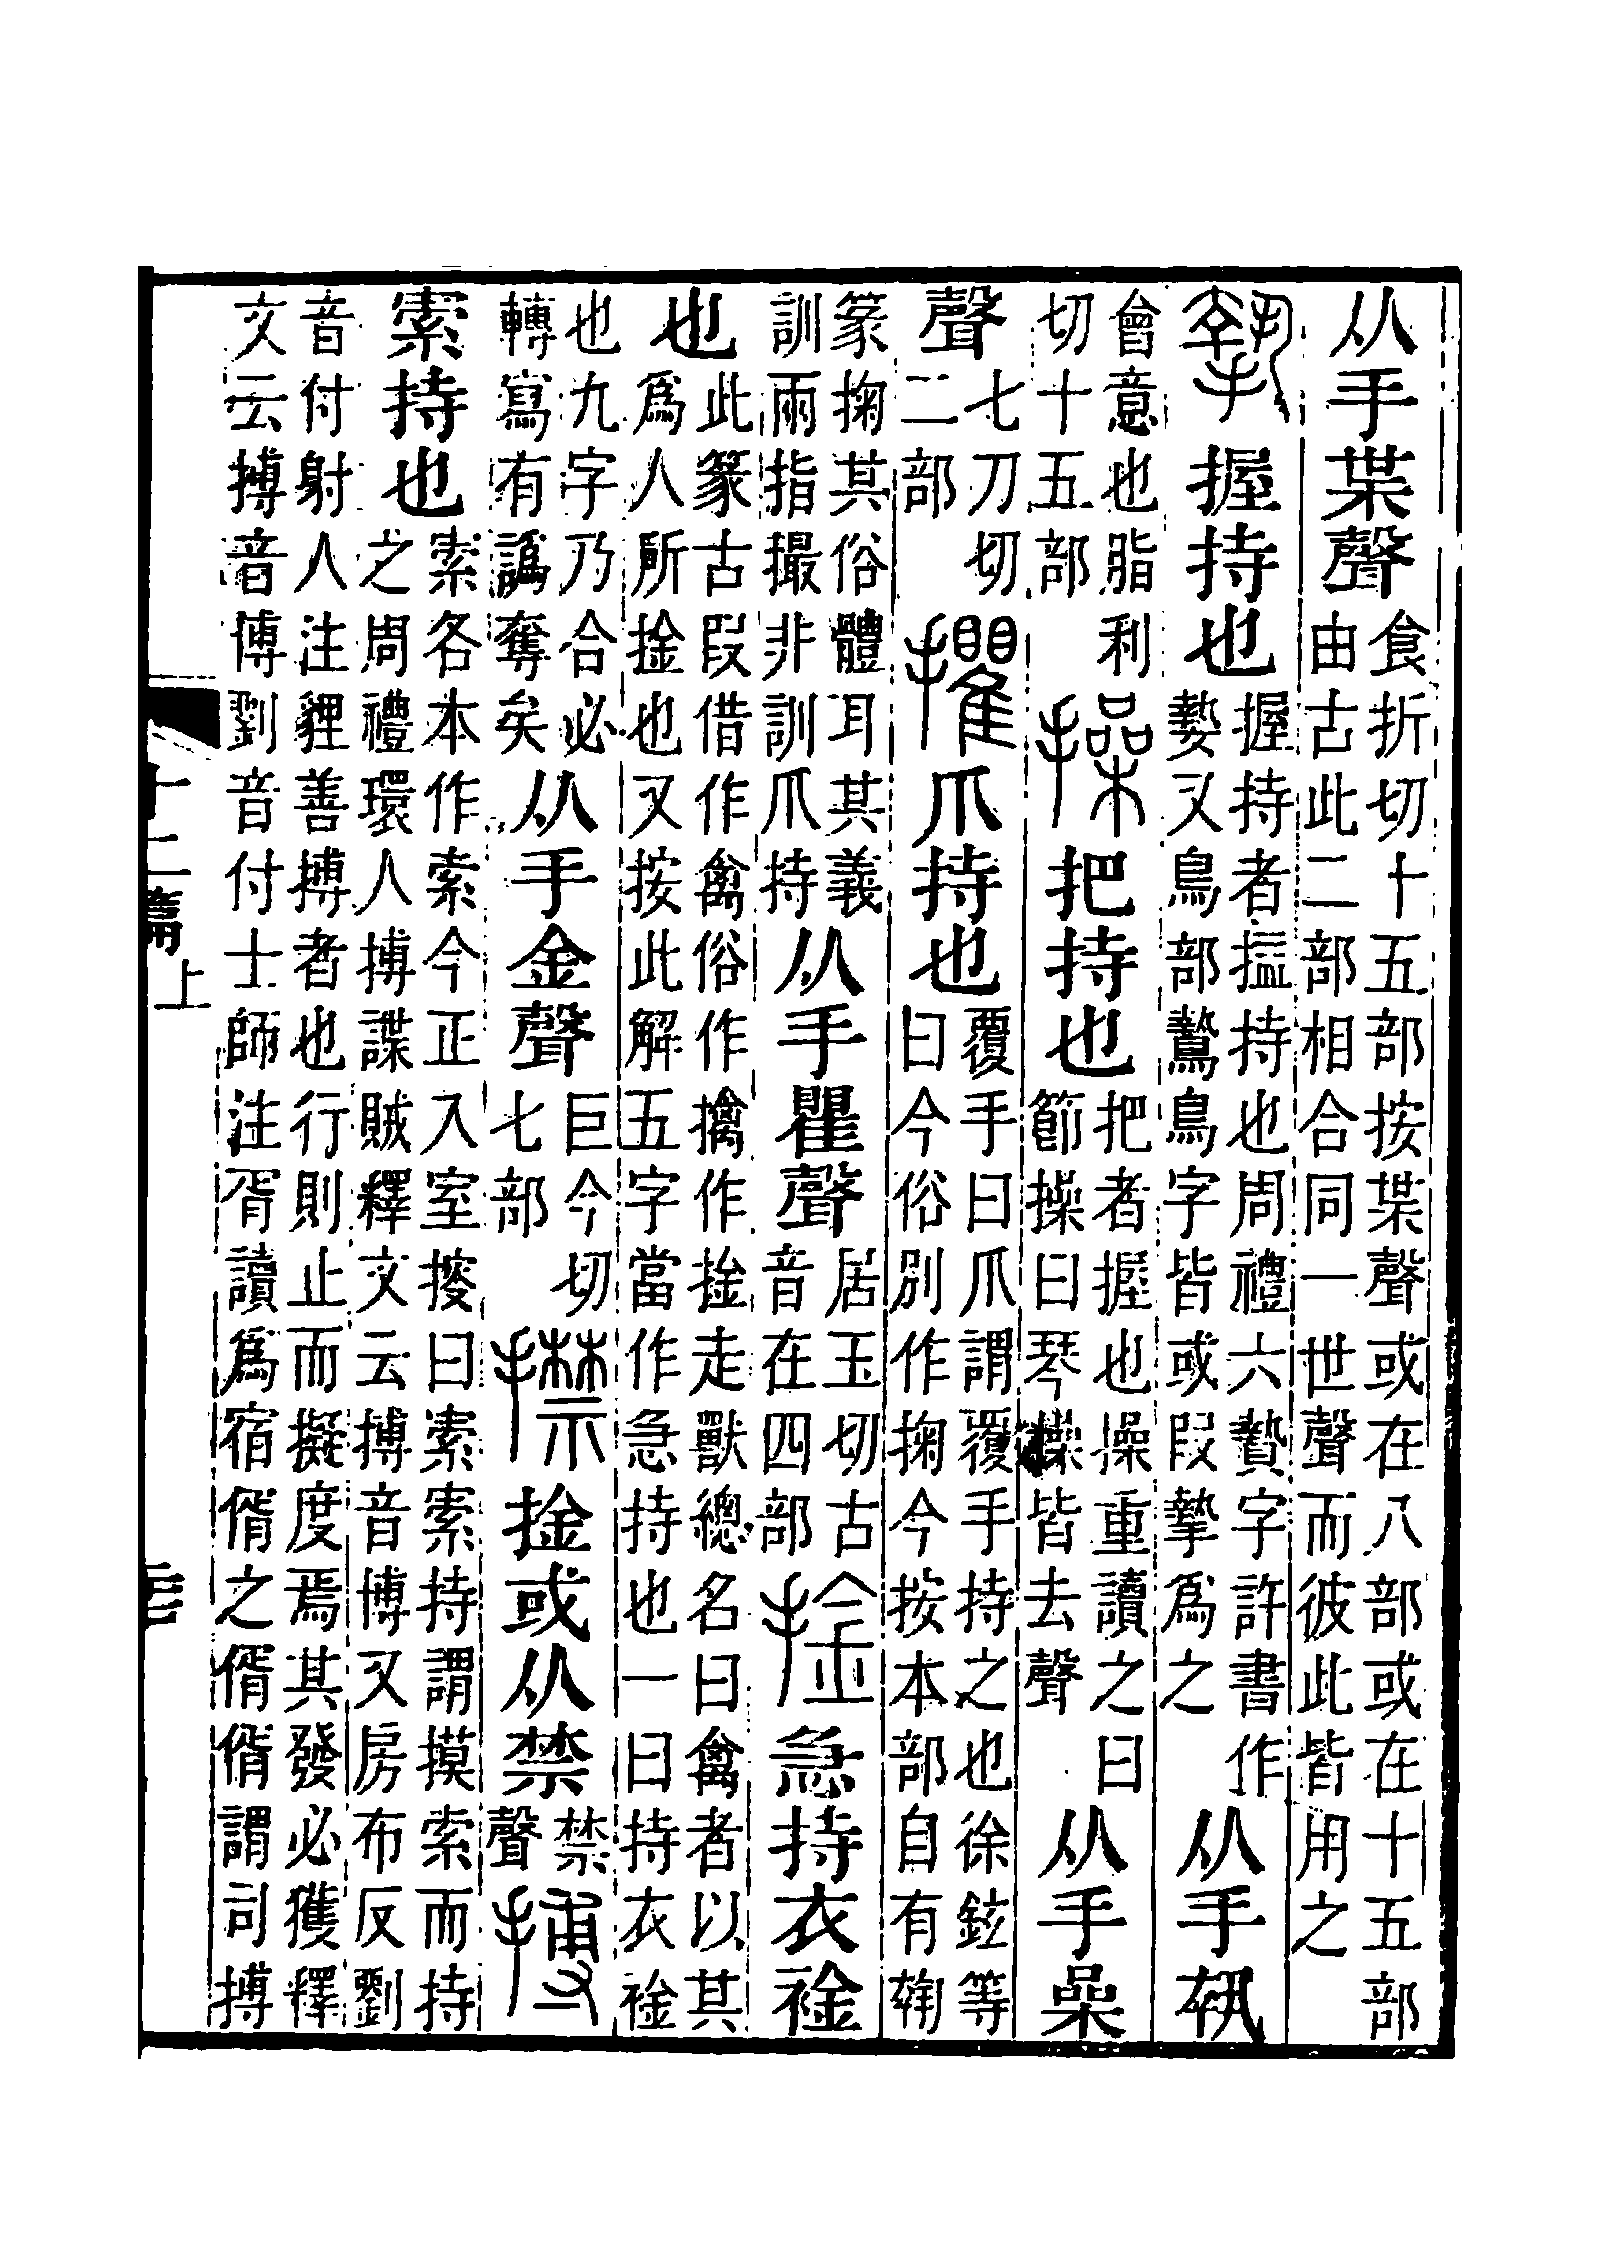 从手枼聲食折切十五部按枼聲或在八部或在十五部由古此二部相合同一世聲而彼此皆用之
摯握持也握持者搵持也周禮六贄字許書作㜘又鳥部鷙鳥字皆或叚摯爲之从手執
會意也脂利切十五部操把持也把者握也操重讀之曰節操曰琴操皆去聲从手喿
聲七刀切二部㩴爪持也覆手曰爪謂覆手持之也徐鉉等曰今俗別作掬今按本部自有
篆掬其俗體耳其義訓兩指撮非訓爪持从手瞿聲居玉切古音在四部捦急持衣䘳
也此篆古叚借作禽俗作擒作捦走獸總名曰禽者以其爲人所捦也又按此解五字當作急持也一曰持衣䘳
也九字乃合必轉寫有譌奪矣从手金聲巨今切七部㩒捦或从禁禁聲搏
索持也索各本作索今正入室搜曰索索持謂摸索而持之周禮環人搏諜賊釋文云搏音博又房布反劉
音付射人注貍善搏者也行則止而擬度焉其發必獲釋文云搏音博劉音付士師注胥讀爲宿偦之偦偦謂司搏
十二篇上